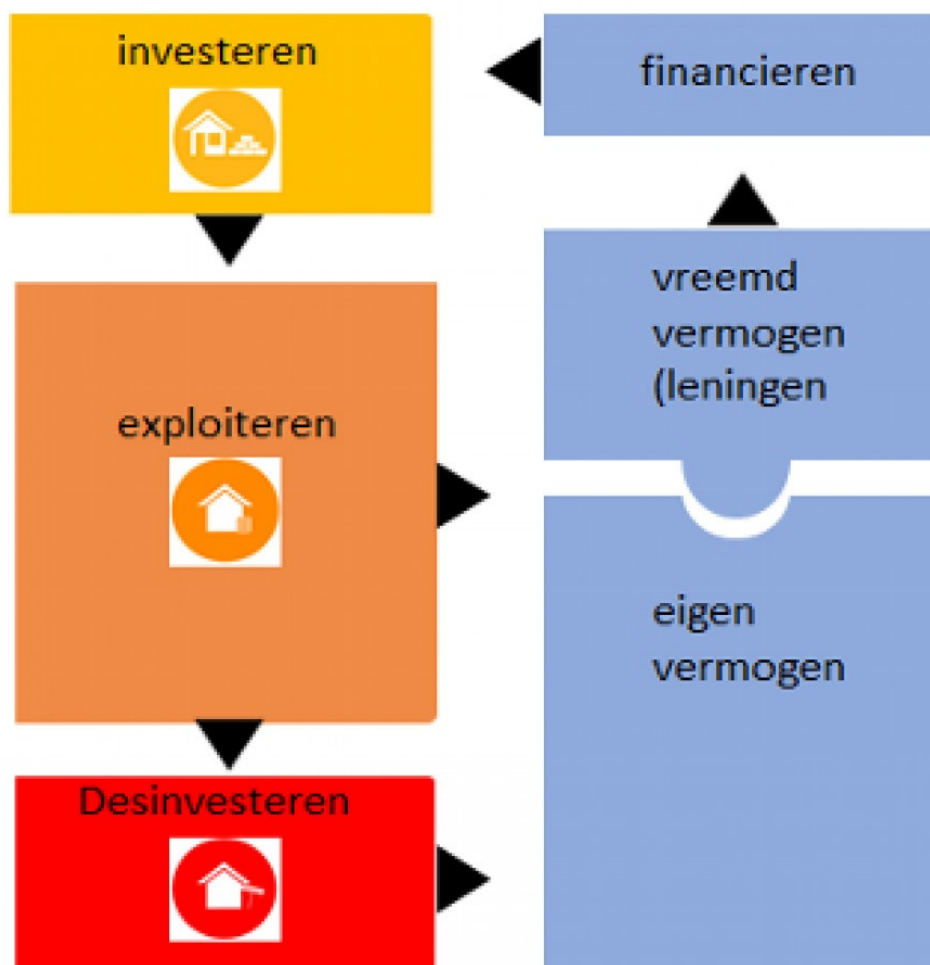 investeren
financieren
vreemd
vermogen
(leningen
exploiteren
eigen
vermogen
Desinvesteren